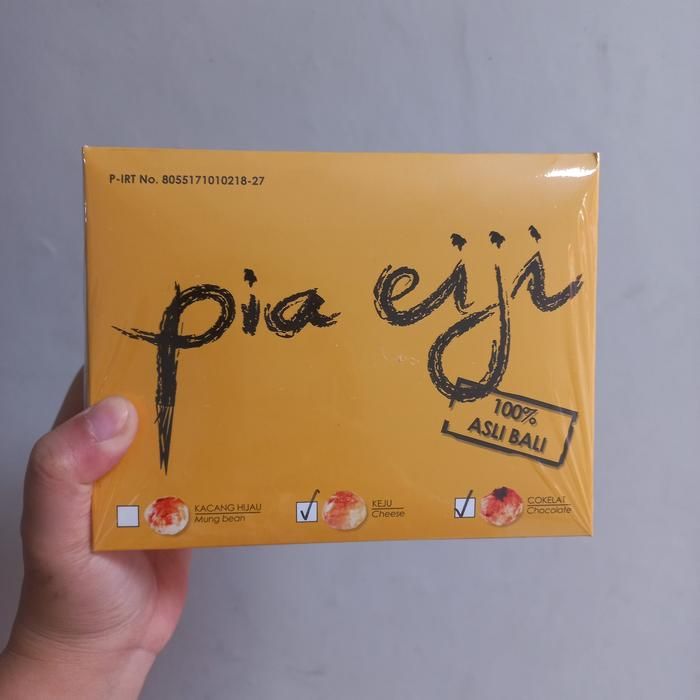 P-IRT No. 8055171010218-27
pia eiji
100%
ASLI BALI
KACANG HIJAU
Mung bean
KEJU
Cheese
COKELAT
Chocolate